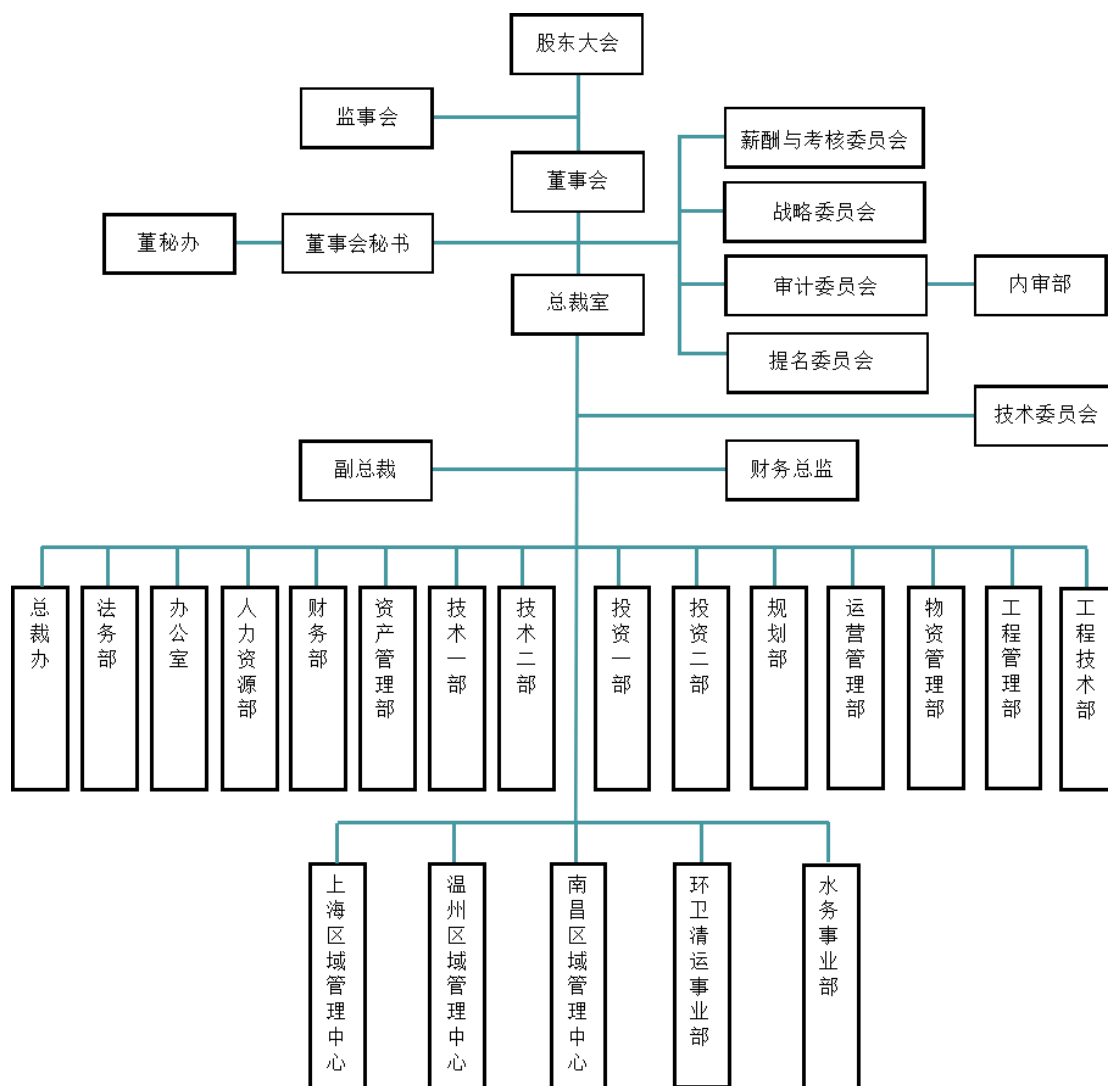 股东大会
监事会
薪酬与考核委员会
董事会
战略委员会
董秘办
董事会秘书
审计委员会
内审部
总裁室
提名委员会
技术委员会
副总裁
财务总监
总裁办
法务部
办公室
人力资源部
财务部
资产管理部
技术一部
技术二部
投资一部
投资二部
规划部
运营管理部
物资管理部
工程管理部
工程技术部
上海区域管理中心
温州区域管理中心
南昌区域管理中心
环卫清运事业部
水务事业部